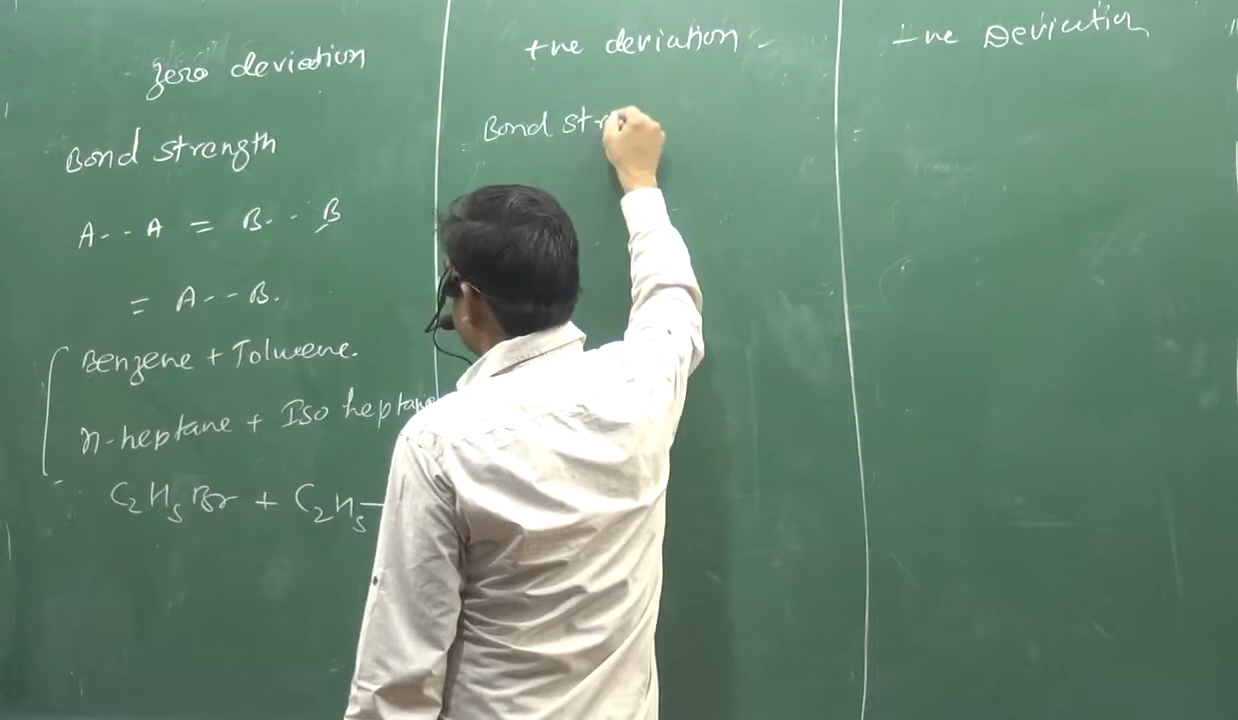 zero deviation
Bond strength
A-- A = B-- B
= A-- B.
Benzene + Toluene.
n-heptane + Iso heptane
C2H5Br + C2H5-
+ve deviation
Bond str
-ve Deviation